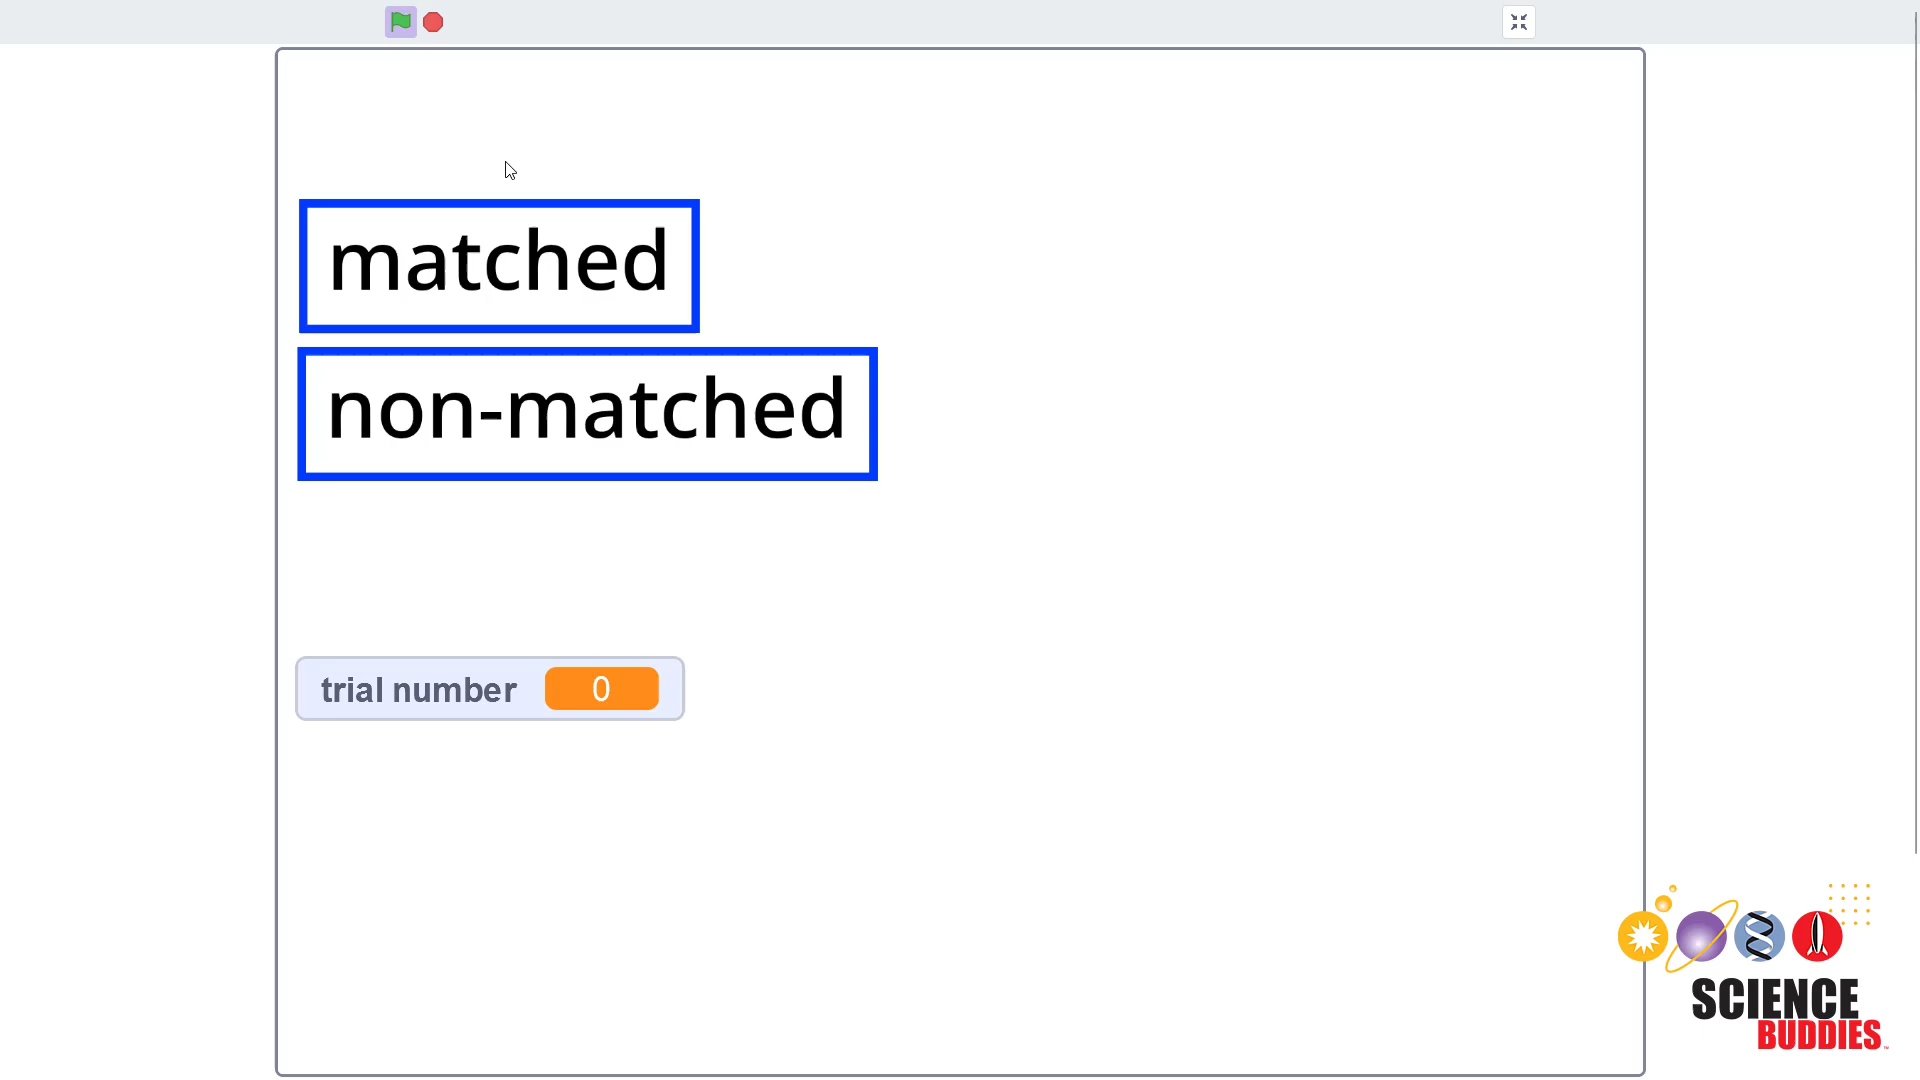 matched
non-matched
trial number 0
SCIENCE
BUDDIES